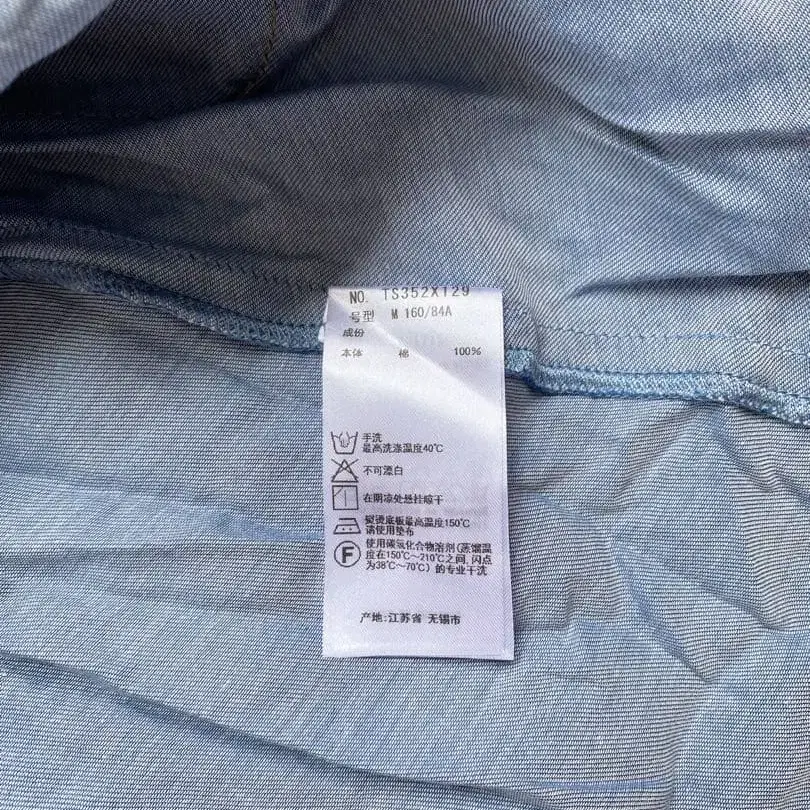 NO. TS352X129
号型 M 160/84A
成份
本体 棉 100%
手洗
最高洗涤温度40℃
不可漂白
在阴凉处悬挂晾干
熨烫底板最高温度150℃
请使用垫布
F
使用碳氢化合物溶剂(蒸馏温
度在150℃~210℃之间,闪点
为38℃~70℃)的专业干洗
产地:江苏省 无锡市